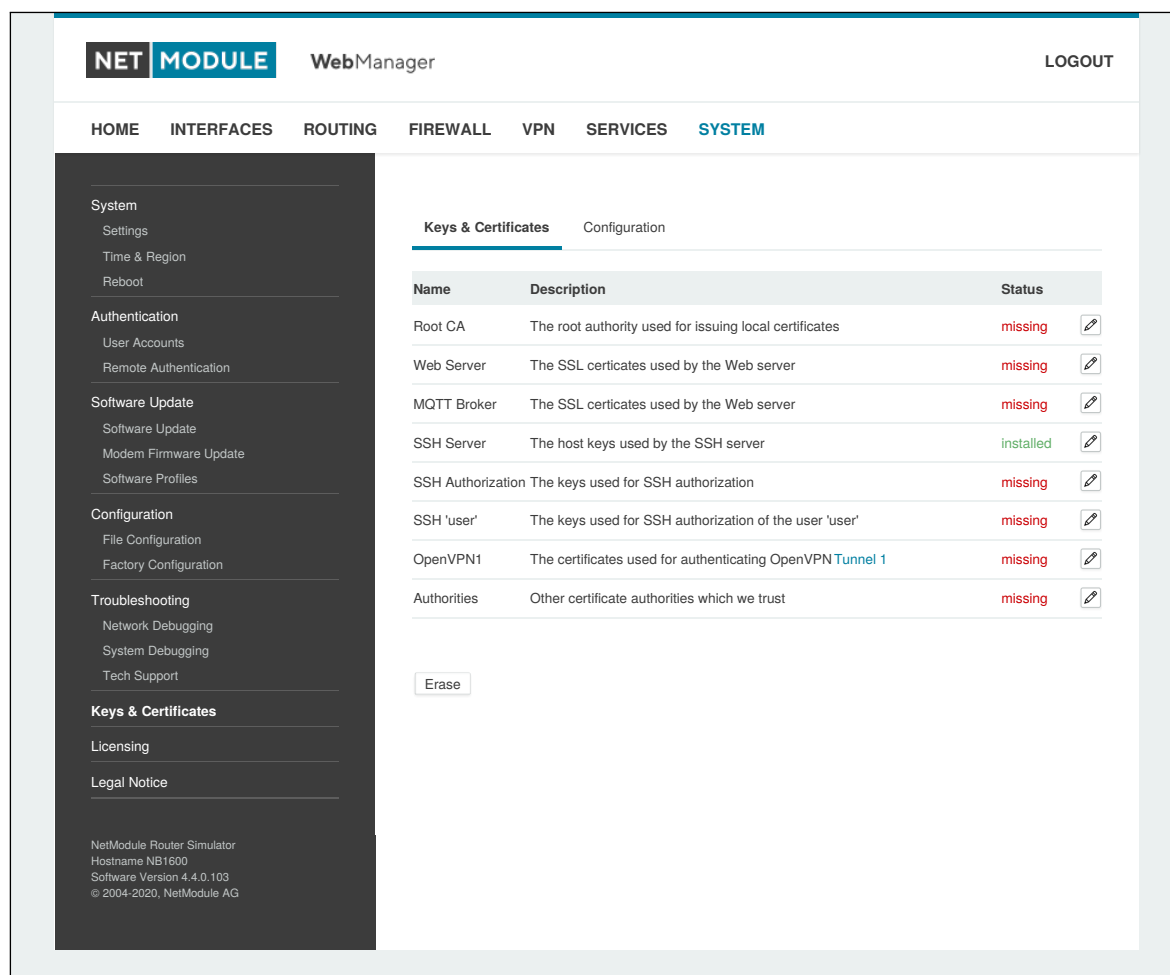 NET MODULE WebManager LOGOUT
HOME INTERFACES ROUTING FIREWALL VPN SERVICES SYSTEM
System
Settings
Time & Region
Reboot
Authentication
User Accounts
Remote Authentication
Software Update
Software Update
Modem Firmware Update
Software Profiles
Configuration
File Configuration
Factory Configuration
Troubleshooting
Network Debugging
System Debugging
Tech Support
Keys & Certificates
Licensing
Legal Notice
NetModule Router Simulator
Hostname NB1600
Software Version 4.4.0.103
© 2004-2020, NetModule AG
Keys & Certificates Configuration
Name Description Status
Root CA The root authority used for issuing local certificates missing
Web Server The SSL certicates used by the Web server missing
MQTT Broker The SSL certicates used by the Web server missing
SSH Server The host keys used by the SSH server installed
SSH Authorization The keys used for SSH authorization missing
SSH 'user' The keys used for SSH authorization of the user 'user' missing
OpenVPN1 The certificates used for authenticating OpenVPN Tunnel 1 missing
Authorities Other certificate authorities which we trust missing
Erase